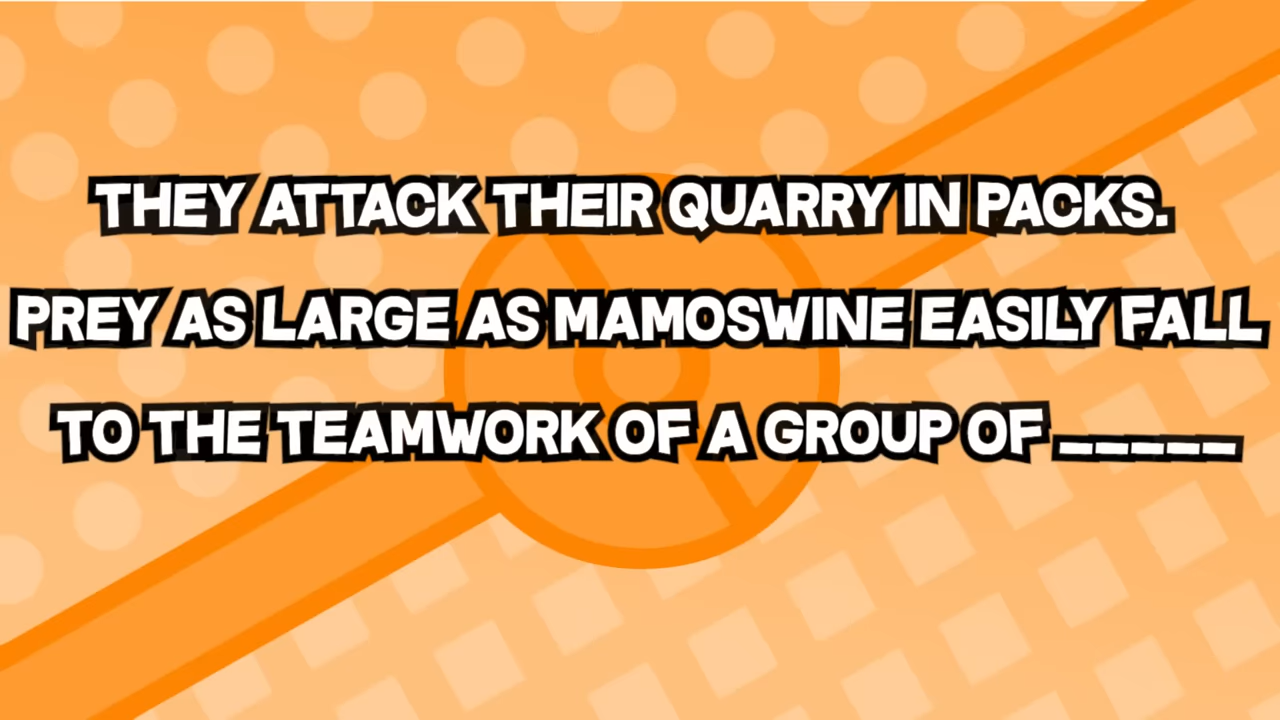 THEY ATTACK THEIR QUARRY IN PACKS.
PREY AS LARGE AS MAMOSWINE EASILY FALL
TO THE TEAMWORK OF A GROUP OF _____